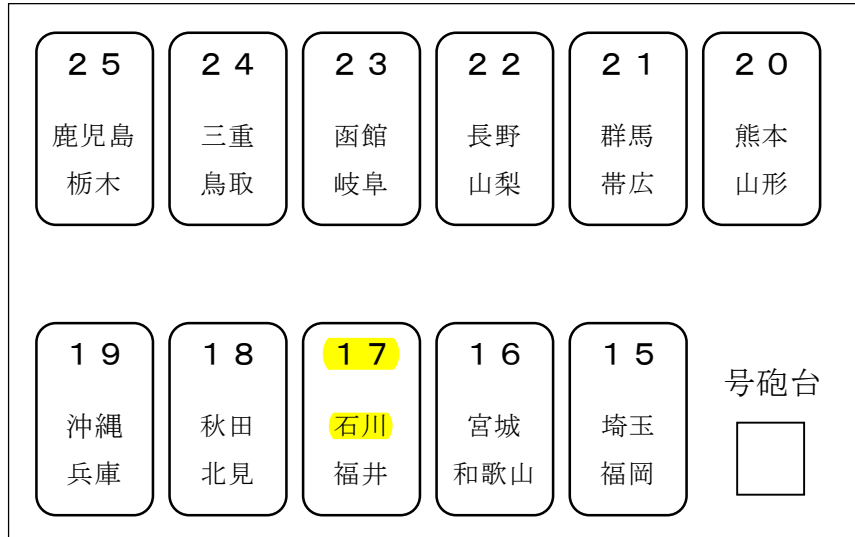 ２５
鹿児島
栃木
２４
三重
鳥取
２３
函館
岐阜
２２
長野
山梨
２１
群馬
帯広
２０
熊本
山形
１９
沖縄
兵庫
１８
秋田
北見
１７
石川
福井
１６
宮城
和歌山
１５
埼玉
福岡
号砲台